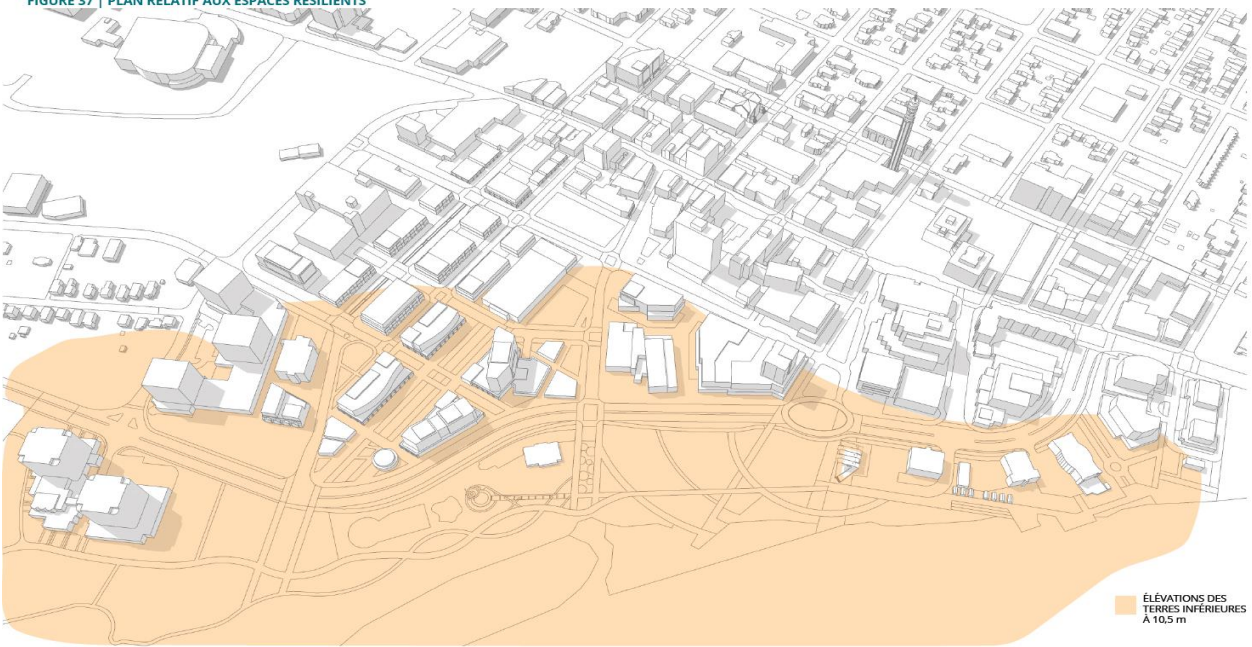 FIGURE 37 | PLAN RELATIF AUX ESPACES RÉSILIENTS
ÉLÉVATIONS DES
TERRES INFÉRIEURES
À 10,5 m